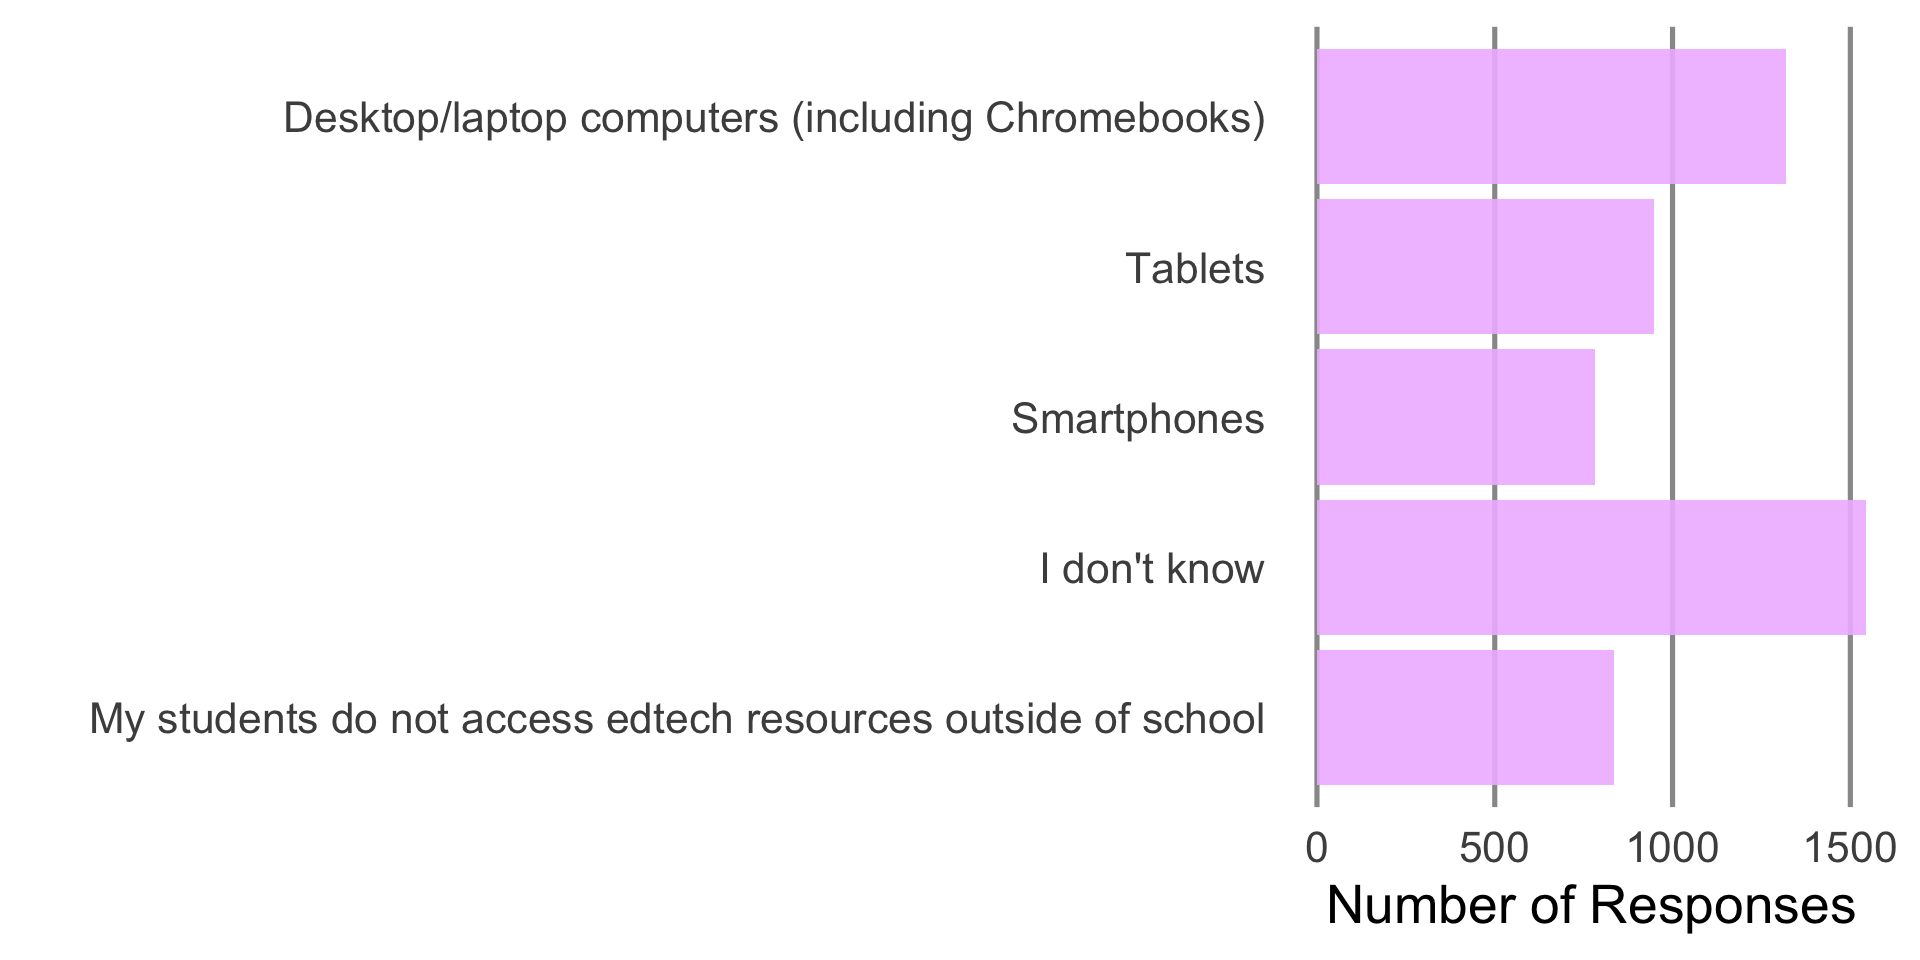 Desktop/laptop computers (including Chromebooks)
Tablets
Smartphones
I don't know
My students do not access edtech resources outside of school
0 500 1000 1500
Number of Responses